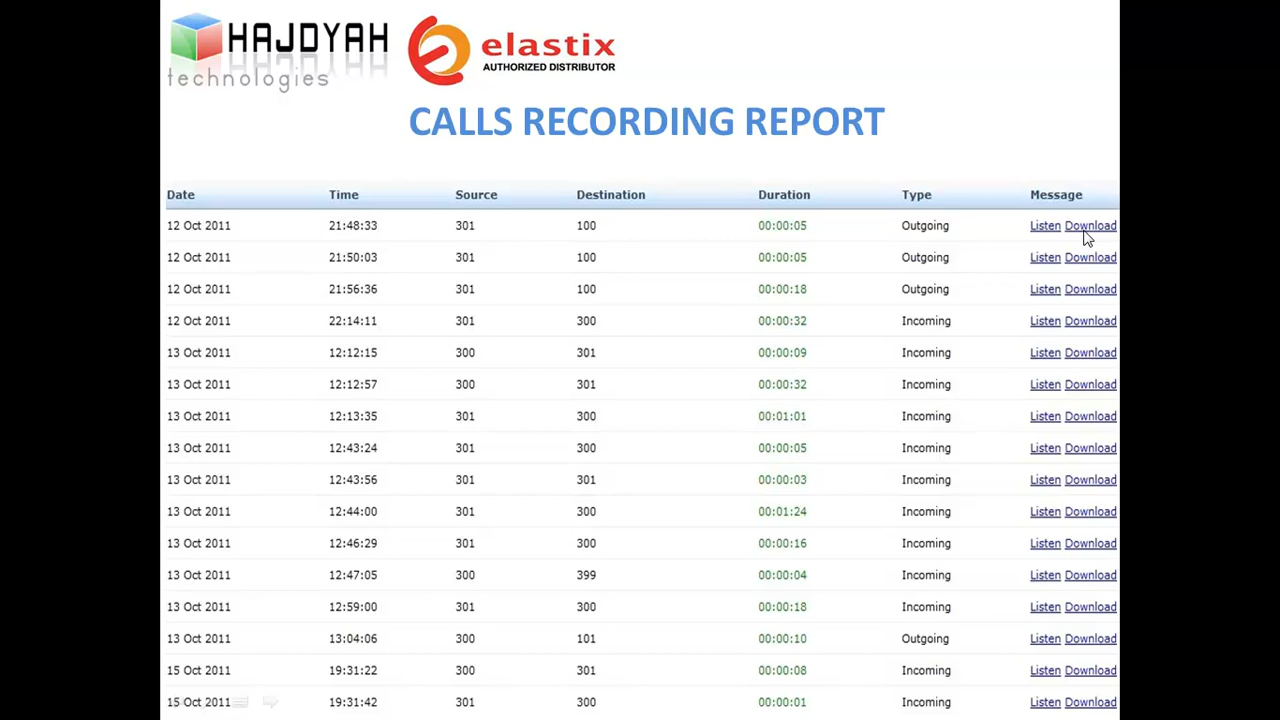 HAJDYAH
technologies
elastix
AUTHORIZED DISTRIBUTOR
CALLS RECORDING REPORT
Date Time Source Destination Duration Type Message
12 Oct 2011 21:48:33 301 100 00:00:05 Outgoing Listen Download
12 Oct 2011 21:50:03 301 100 00:00:05 Outgoing Listen Download
12 Oct 2011 21:56:36 301 100 00:00:18 Outgoing Listen Download
12 Oct 2011 22:14:11 301 300 00:00:32 Incoming Listen Download
13 Oct 2011 12:12:15 300 301 00:00:09 Incoming Listen Download
13 Oct 2011 12:12:57 300 301 00:00:32 Incoming Listen Download
13 Oct 2011 12:13:35 301 300 00:01:01 Incoming Listen Download
13 Oct 2011 12:43:24 301 300 00:00:05 Incoming Listen Download
13 Oct 2011 12:43:56 301 301 00:00:03 Incoming Listen Download
13 Oct 2011 12:44:00 301 300 00:01:24 Incoming Listen Download
13 Oct 2011 12:46:29 301 300 00:00:16 Incoming Listen Download
13 Oct 2011 12:47:05 300 399 00:00:04 Incoming Listen Download
13 Oct 2011 12:59:00 301 300 00:00:18 Incoming Listen Download
13 Oct 2011 13:04:06 300 101 00:00:10 Outgoing Listen Download
15 Oct 2011 19:31:22 300 301 00:00:08 Incoming Listen Download
15 Oct 2011 19:31:42 301 300 00:00:01 Incoming Listen Download